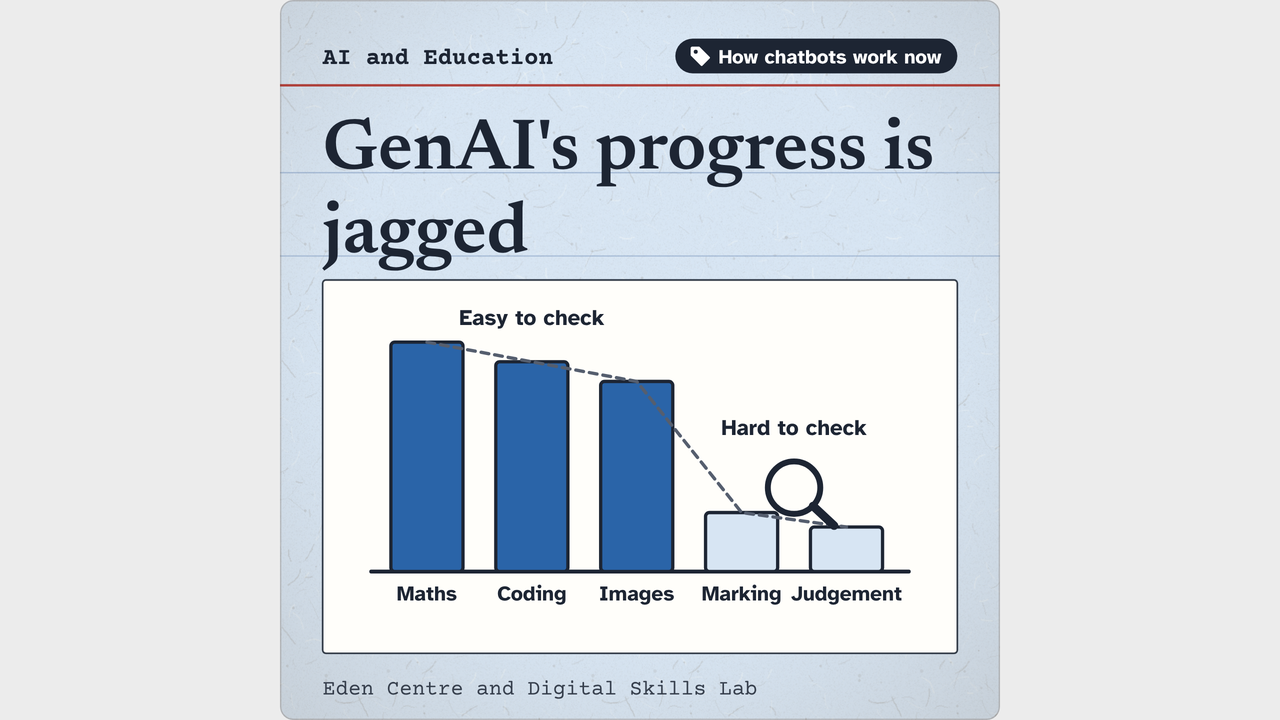 AI and Education
How chatbots work now
GenAI's progress is
jagged
Easy to check
Hard to check
Maths
Coding
Images
Marking
Judgement
Eden Centre and Digital Skills Lab